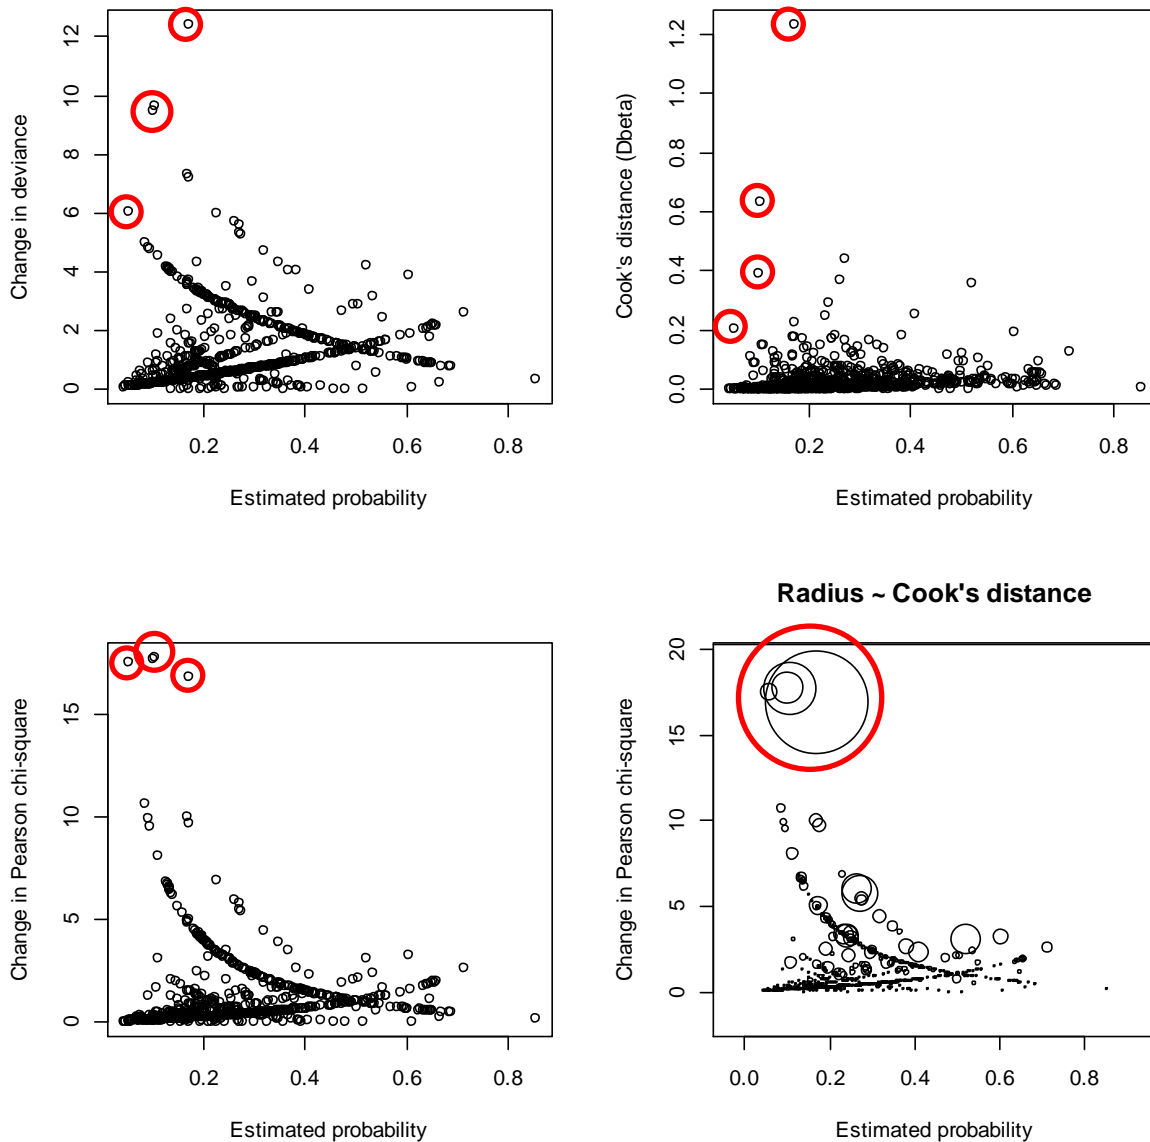 Change in deviance
12
10
8
6
4
2
0
0.2 0.4 0.6 0.8
Estimated probability
Cook's distance (Dbeta)
1.2
1.0
0.8
0.6
0.4
0.2
0.0
0.2 0.4 0.6 0.8
Estimated probability
Change in Pearson chi-square
15
10
5
0
0.2 0.4 0.6 0.8
Estimated probability
Radius ~ Cook's distance
Change in Pearson chi-square
20
15
10
5
0
0.0 0.2 0.4 0.6 0.8
Estimated probability